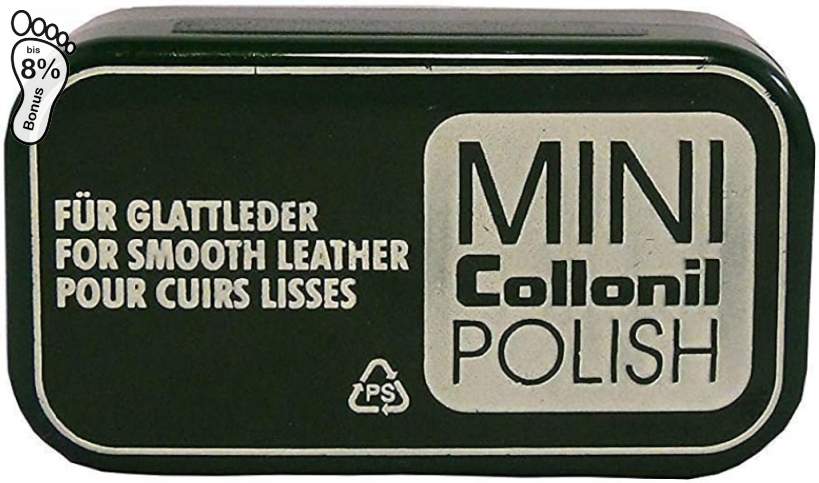 bis
8%
Bonus
FÜR GLATTLEDER
FOR SMOOTH LEATHER
POUR CUIRS LISSES
PS
MINI
Collonil
POLISH